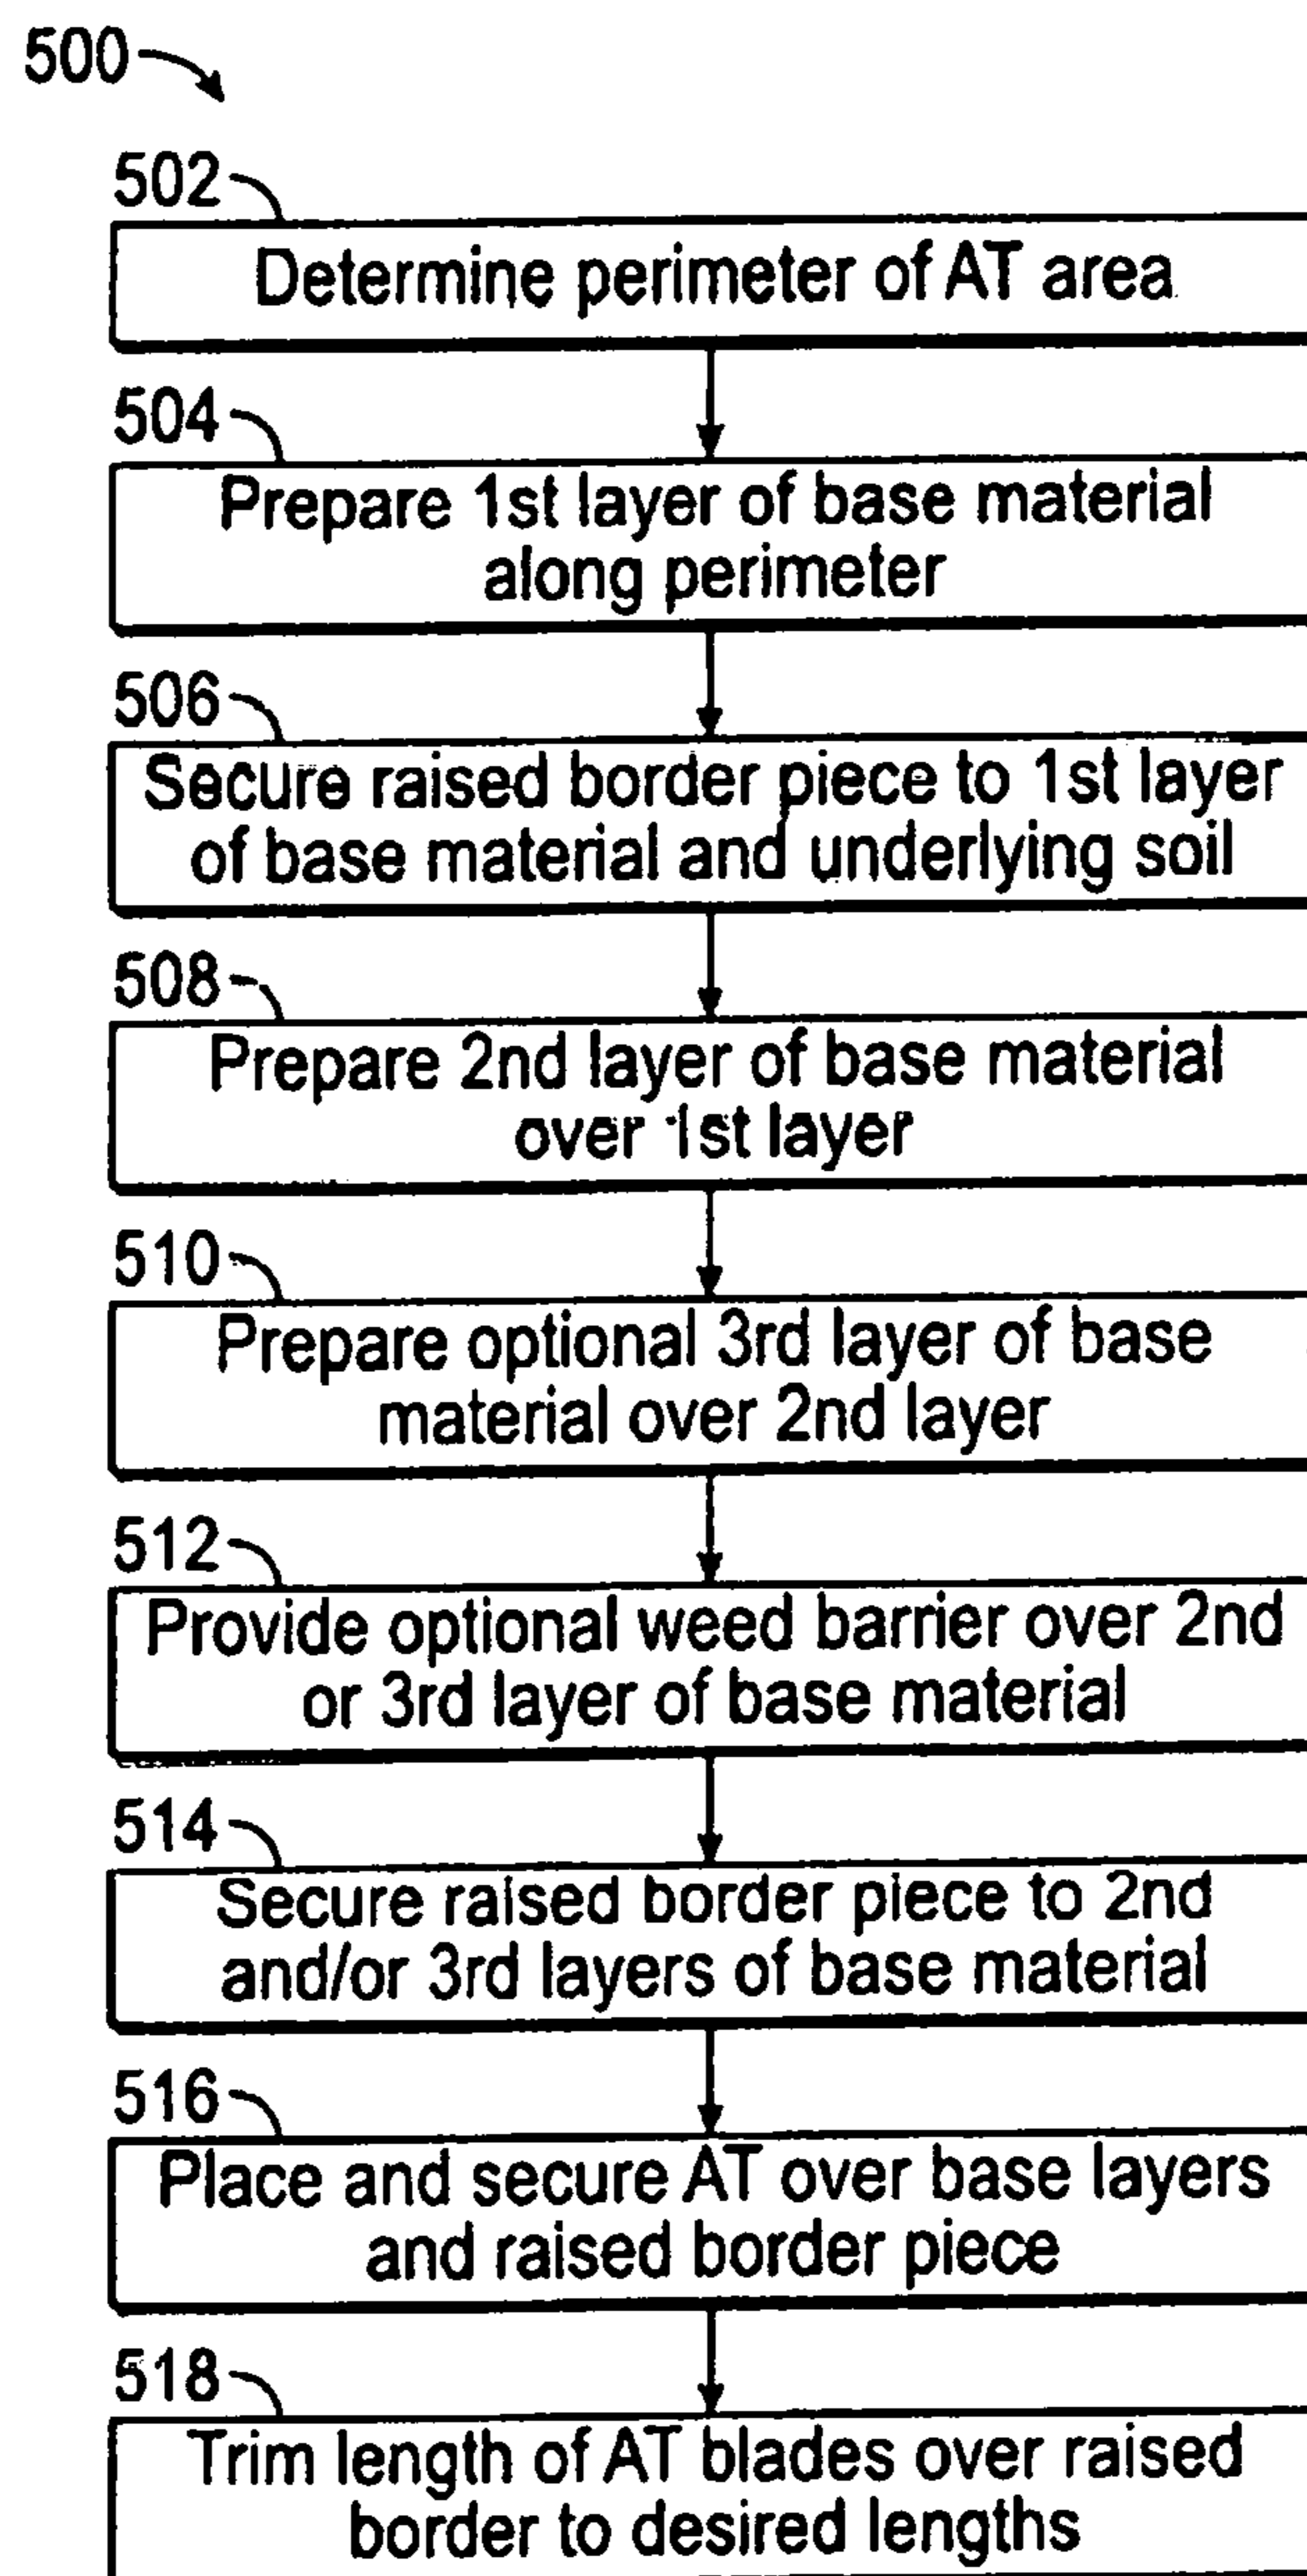 500
502
Determine perimeter of AT area
504
Prepare 1st layer of base material
along perimeter
506
Secure raised border piece to 1st layer
of base material and underlying soil
508
Prepare 2nd layer of base material
over 1st layer
510
Prepare optional 3rd layer of base
material over 2nd layer
512
Provide optional weed barrier over 2nd
or 3rd layer of base material
514
Secure raised border piece to 2nd
and/or 3rd layers of base material
516
Place and secure AT over base layers
and raised border piece
518
Trim length of AT blades over raised
border to desired lengths